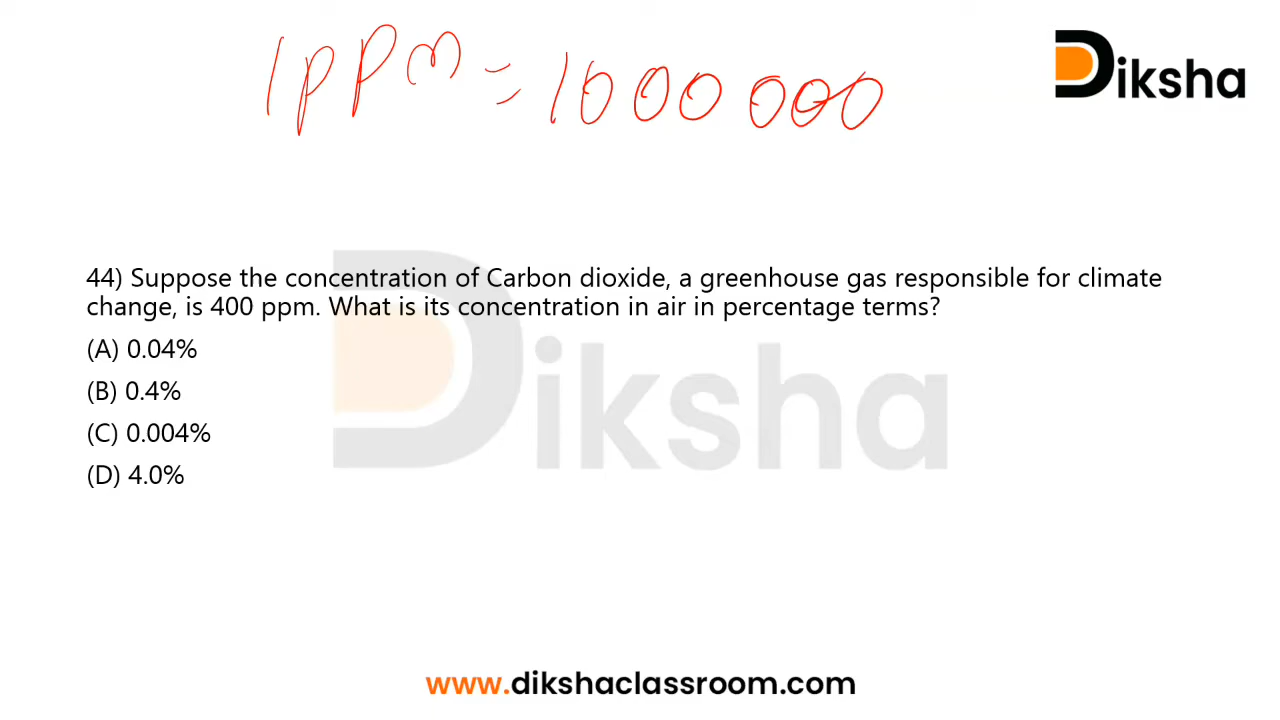 1 ppm = 1000 000
Diksha
44) Suppose the concentration of Carbon dioxide, a greenhouse gas responsible for climate
change, is 400 ppm. What is its concentration in air in percentage terms?
(A) 0.04%
(B) 0.4%
(C) 0.004%
(D) 4.0%
Diksha
www.dikshaclassroom.com